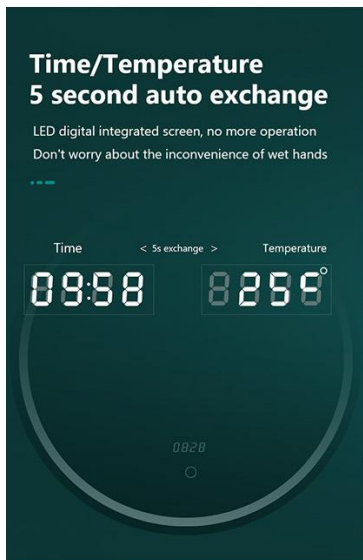 Time/Temperature
5 second auto exchange
LED digital integrated screen, no more operation
Don't worry about the inconvenience of wet hands
Time < 5s exchange > Temperature
09:58 25°C
0828